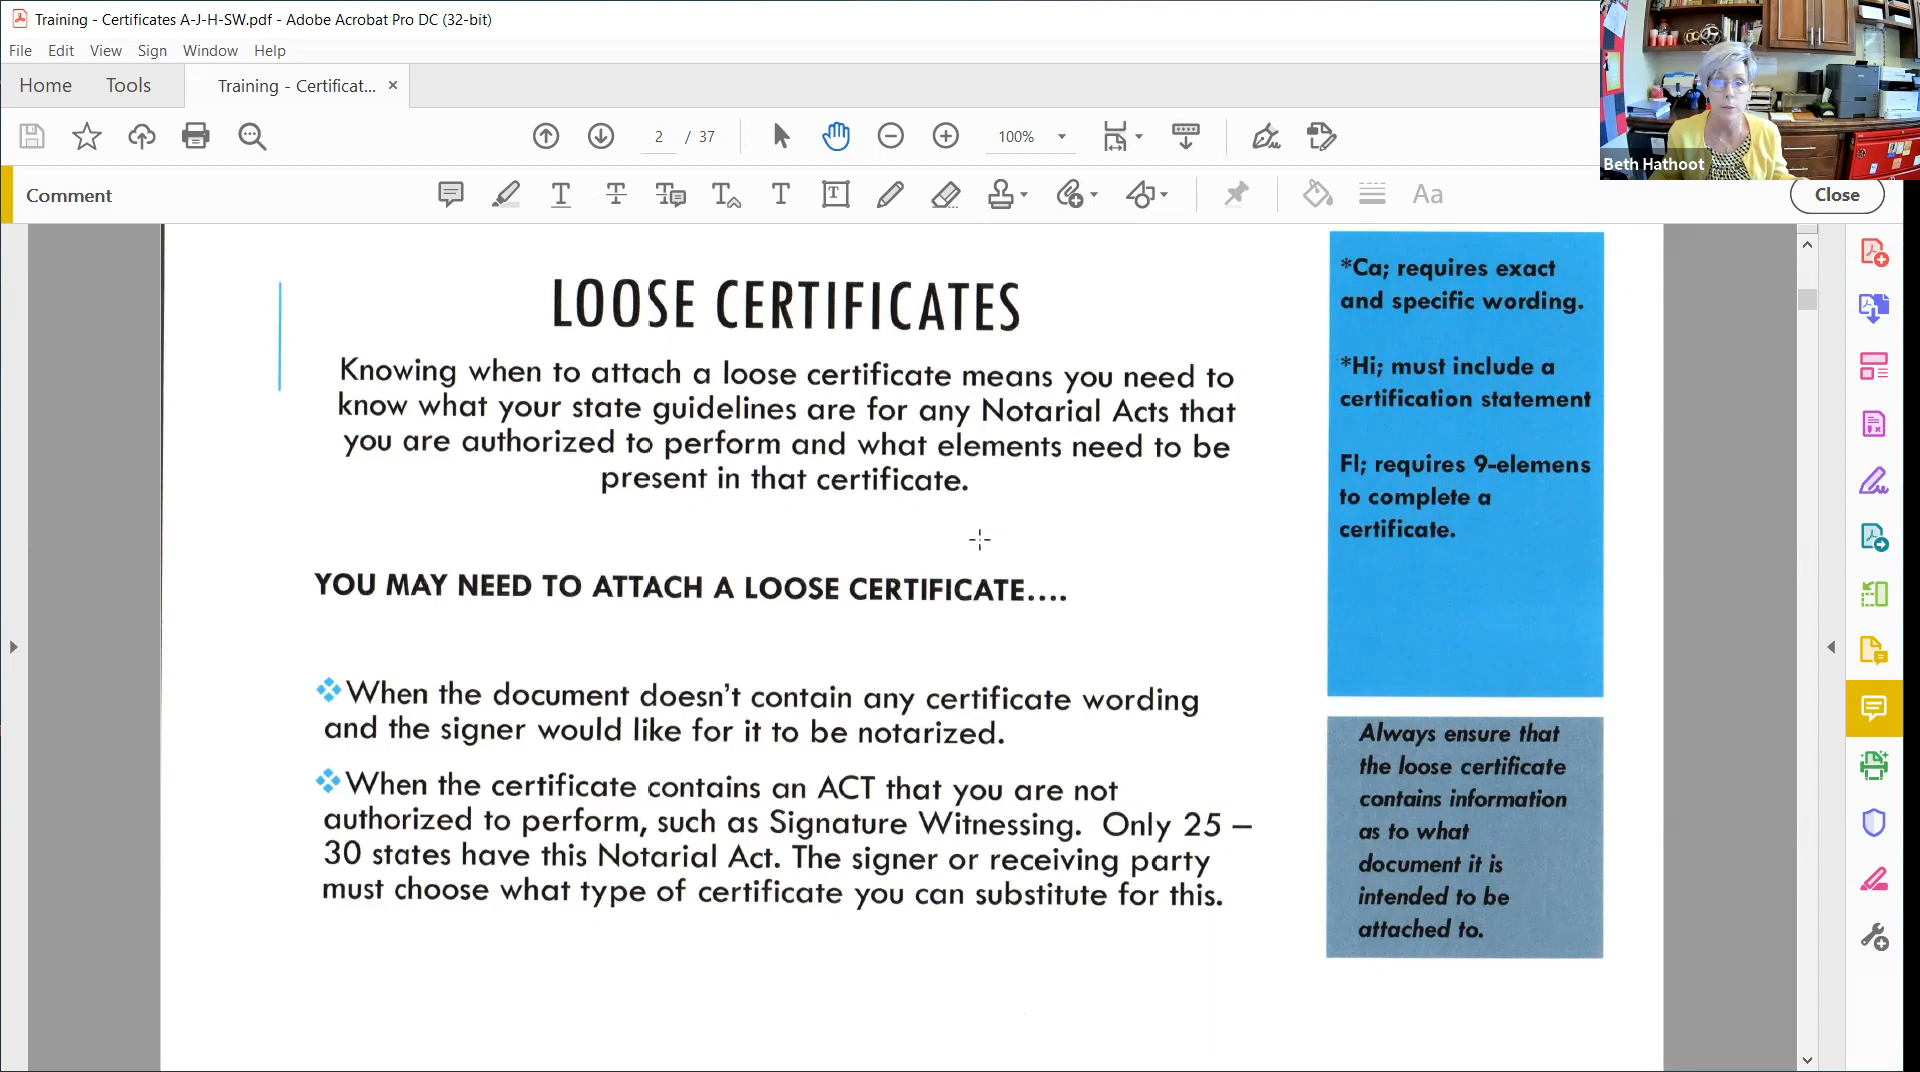 Training - Certificates A-J-H-SW.pdf - Adobe Acrobat Pro DC (32-bit)
File Edit View Sign Window Help
Home Tools Training - Certificat... ×
2 / 37 100%
Comment
Close
Beth Hathoot
LOOSE CERTIFICATES
Knowing when to attach a loose certificate means you need to
know what your state guidelines are for any Notarial Acts that
you are authorized to perform and what elements need to be
present in that certificate.
YOU MAY NEED TO ATTACH A LOOSE CERTIFICATE....
❖When the document doesn't contain any certificate wording
and the signer would like for it to be notarized.
❖When the certificate contains an ACT that you are not
authorized to perform, such as Signature Witnessing. Only 25 –
30 states have this Notarial Act. The signer or receiving party
must choose what type of certificate you can substitute for this.
*Ca; requires exact
and specific wording.
*Hi; must include a
certification statement
Fl; requires 9-elemens
to complete a
certificate.
Always ensure that
the loose certificate
contains information
as to what
document it is
intended to be
attached to.